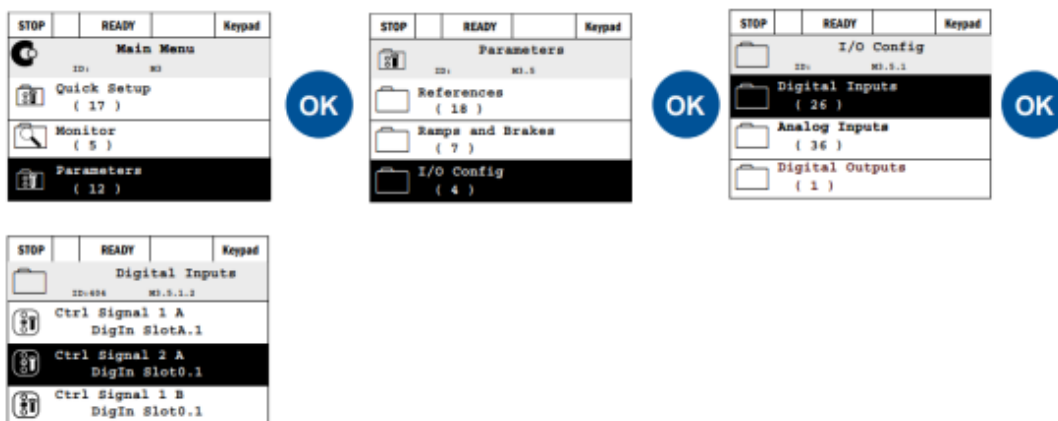 STOP READY Keypad
Main Menu
ID: M3
Quick Setup
( 17 )
Monitor
( 5 )
Parameters
( 12 )
OK
STOP READY Keypad
Parameters
ID: M3.5
References
( 18 )
Ramps and Brakes
( 7 )
I/O Config
( 4 )
OK
STOP READY Keypad
I/O Config
ID: M3.5.1
Digital Inputs
( 26 )
Analog Inputs
( 36 )
Digital Outputs
( 1 )
OK
STOP READY Keypad
Digital Inputs
ID:404 M3.5.1.2
Ctrl Signal 1 A
DigIn SlotA.1
Ctrl Signal 2 A
DigIn Slot0.1
Ctrl Signal 1 B
DigIn Slot0.1